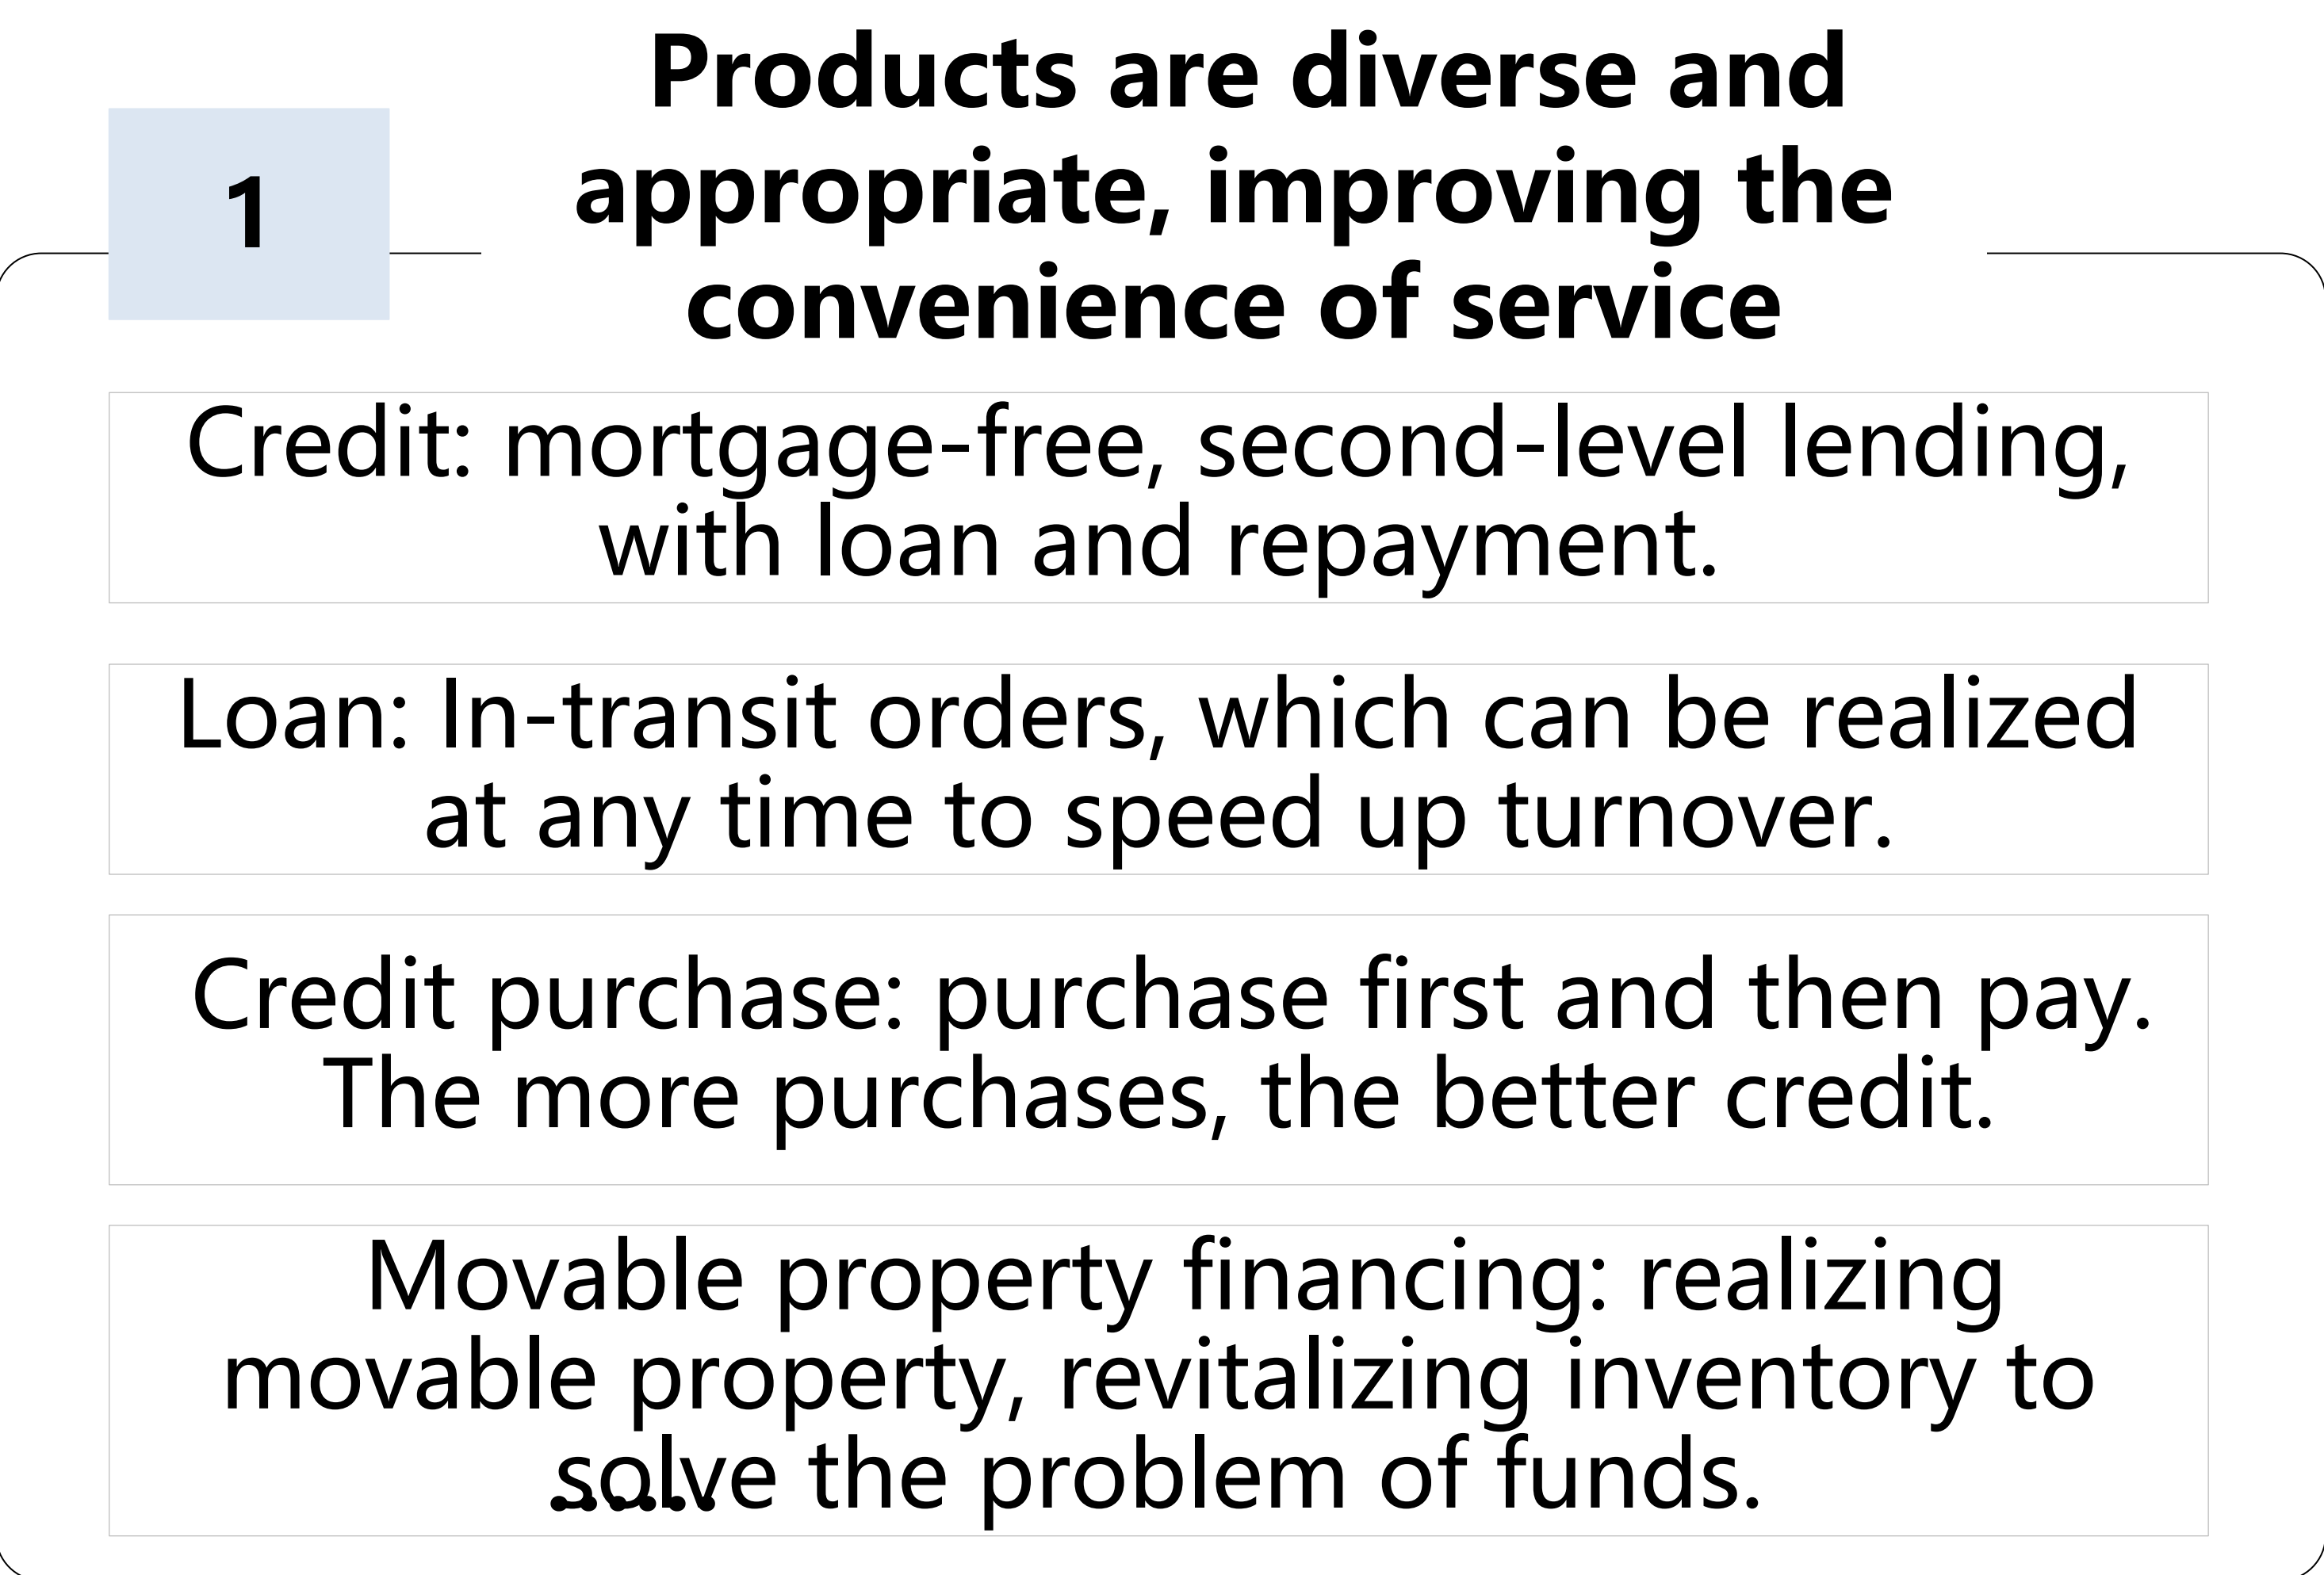 1
Products are diverse and
appropriate, improving the
convenience of service
Credit: mortgage-free, second-level lending,
with loan and repayment.
Loan: In-transit orders, which can be realized
at any time to speed up turnover.
Credit purchase: purchase first and then pay.
The more purchases, the better credit.
Movable property financing: realizing
movable property, revitalizing inventory to
solve the problem of funds.
......